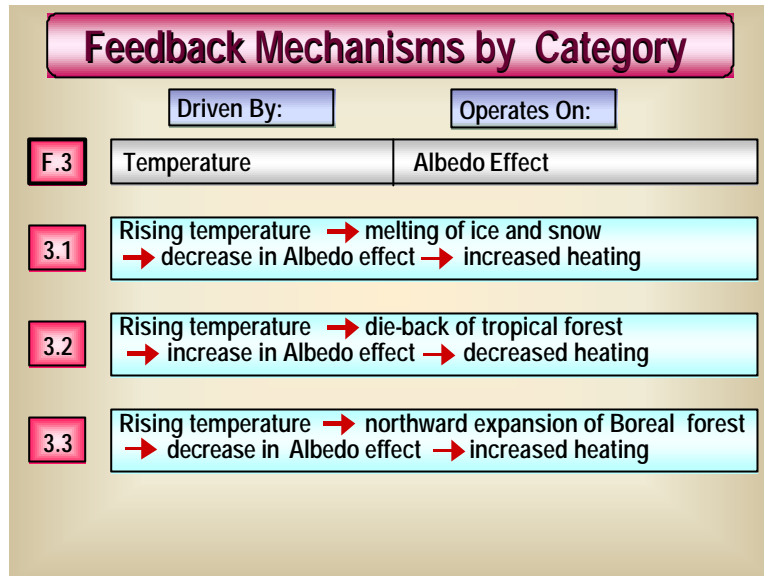 Feedback Mechanisms by Category
Driven By: Operates On:
F.3 Temperature Albedo Effect
3.1 Rising temperature → melting of ice and snow
→ decrease in Albedo effect → increased heating
3.2 Rising temperature → die-back of tropical forest
→ increase in Albedo effect → decreased heating
3.3 Rising temperature → northward expansion of Boreal forest
→ decrease in Albedo effect → increased heating